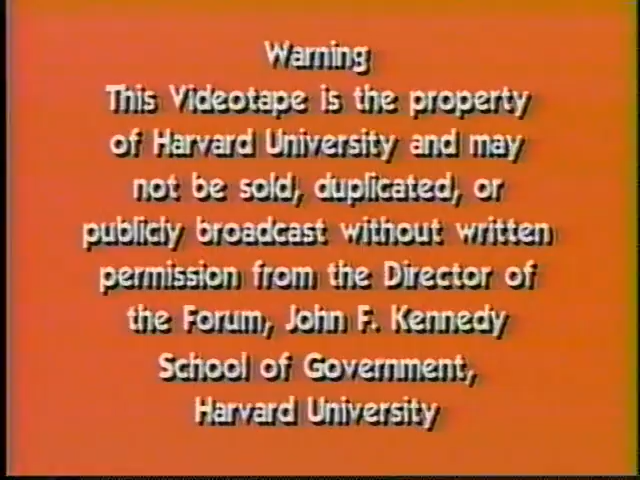 Warning
This Videotape is the property
of Harvard University and may
not be sold, duplicated, or
publicly broadcast without written
permission from the Director of
the Forum, John F. Kennedy
School of Government,
Harvard University